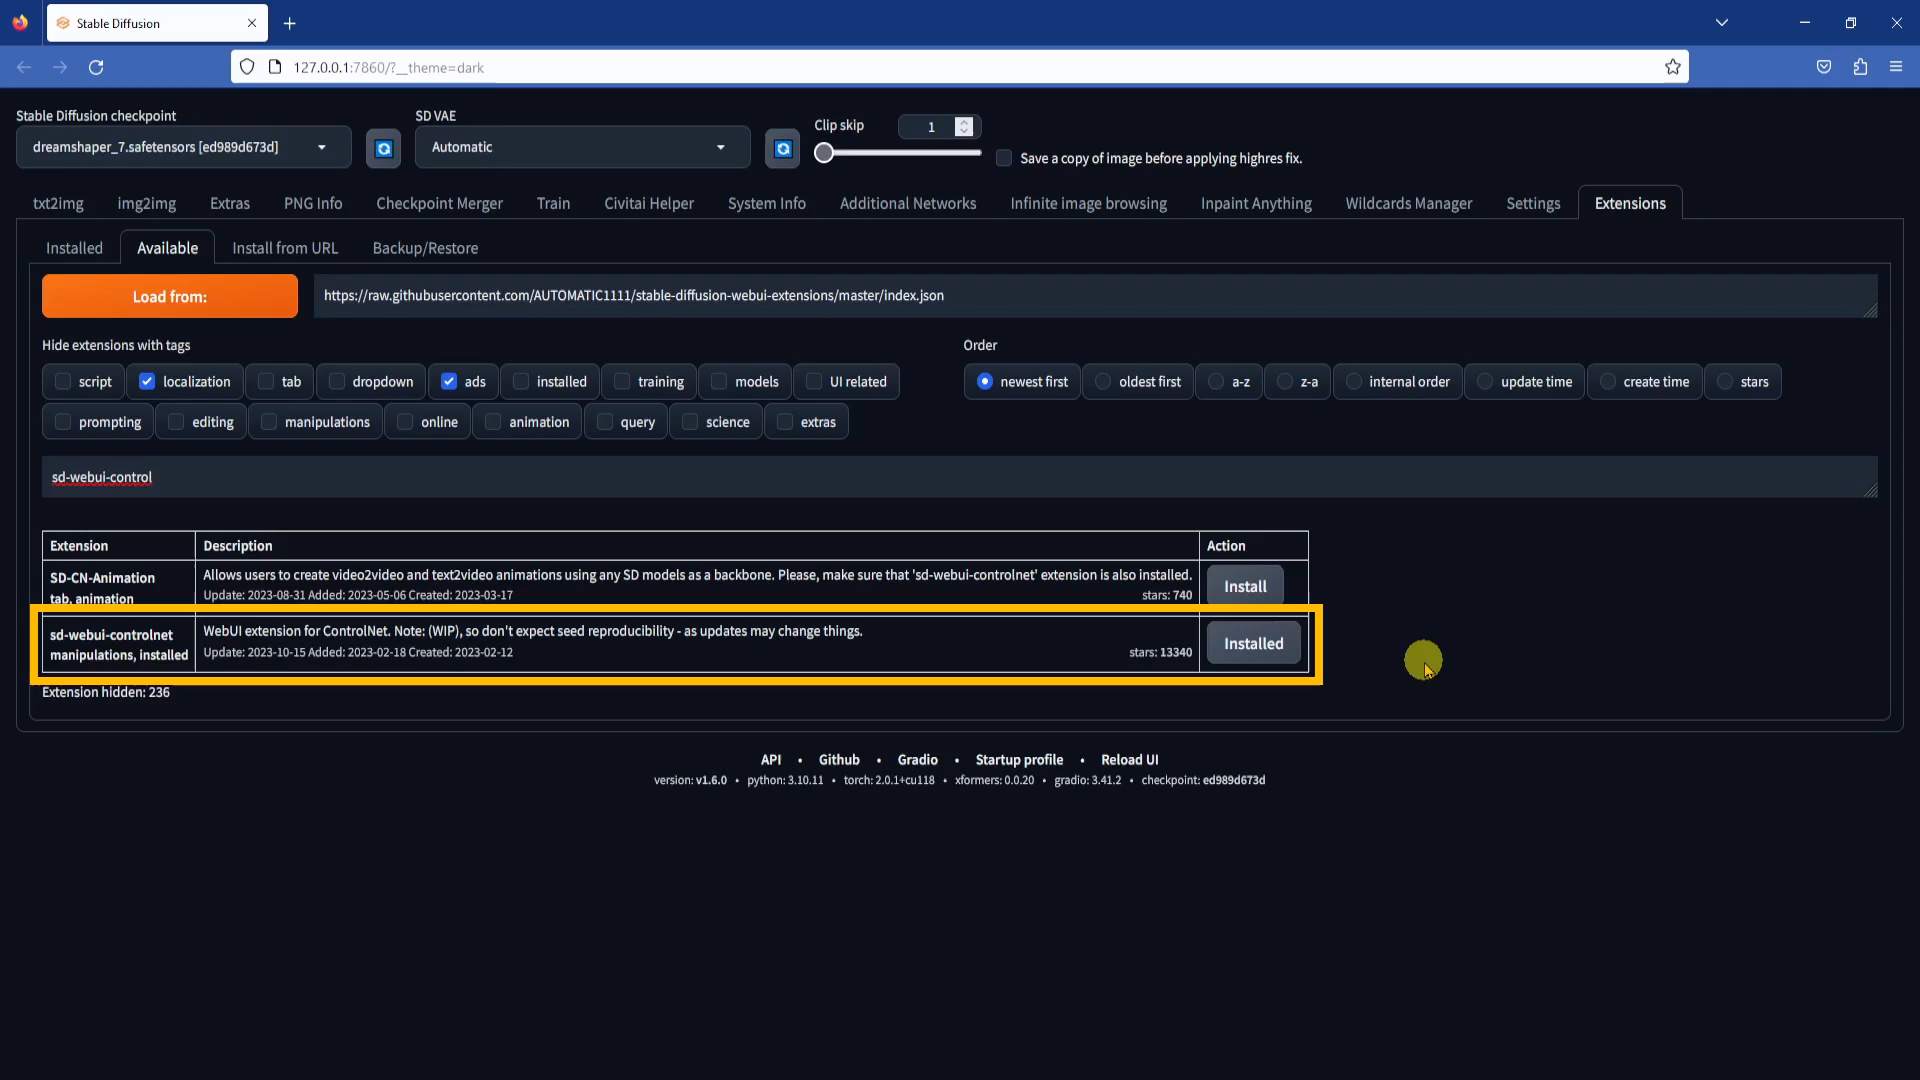 Stable Diffusion
127.0.0.1:7860/?__theme=dark
Stable Diffusion checkpoint
dreamshaper_7.safetensors [ed989d673d]
SD VAE
Automatic
Clip skip
1
Save a copy of image before applying highres fix.
txt2img img2img Extras PNG Info Checkpoint Merger Train Civitai Helper System Info Additional Networks Infinite image browsing Inpaint Anything Wildcards Manager Settings Extensions
Installed Available Install from URL Backup/Restore
Load from:
https://raw.githubusercontent.com/AUTOMATIC1111/stable-diffusion-webui-extensions/master/index.json
Hide extensions with tags
script localization tab dropdown ads installed training models UI related
prompting editing manipulations online animation query science extras
Order
newest first oldest first a-z z-a internal order update time create time stars
sd-webui-control
Extension Description Action
SD-CN-Animation
tab, animation
Allows users to create video2video and text2video animations using any SD models as a backbone. Please, make sure that 'sd-webui-controlnet' extension is also installed.
Update: 2023-08-31 Added: 2023-05-06 Created: 2023-03-17 stars: 740
Install
sd-webui-controlnet
manipulations, installed
WebUI extension for ControlNet. Note: (WIP), so don't expect seed reproducibility - as updates may change things.
Update: 2023-10-15 Added: 2023-02-18 Created: 2023-02-12 stars: 13340
Installed
Extension hidden: 236
API • Github • Gradio • Startup profile • Reload UI
version: v1.6.0 • python: 3.10.11 • torch: 2.0.1+cu118 • xformers: 0.0.20 • gradio: 3.41.2 • checkpoint: ed989d673d